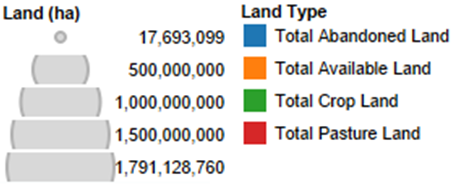 Land (ha)
17,693,099
500,000,000
1,000,000,000
1,500,000,000
1,791,128,760
Land Type
Total Abandoned Land
Total Available Land
Total Crop Land
Total Pasture Land